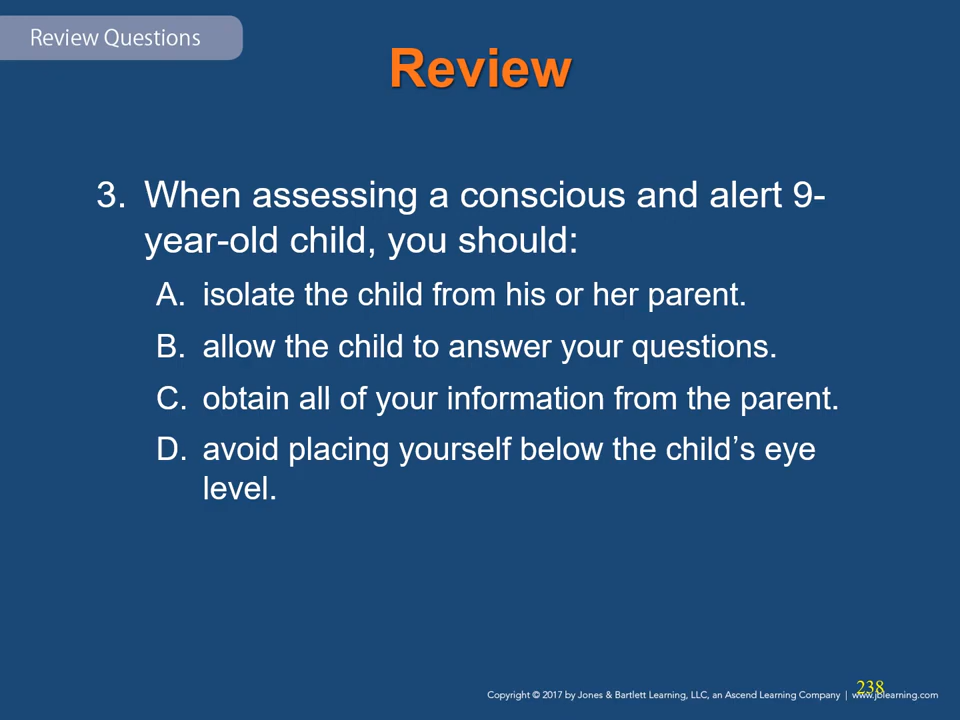 Review Questions
Review
3. When assessing a conscious and alert 9-
year-old child, you should:
A. isolate the child from his or her parent.
B. allow the child to answer your questions.
C. obtain all of your information from the parent.
D. avoid placing yourself below the child’s eye
level.
238
Copyright © 2017 by Jones & Bartlett Learning, LLC, an Ascend Learning Company | www.jblearning.com